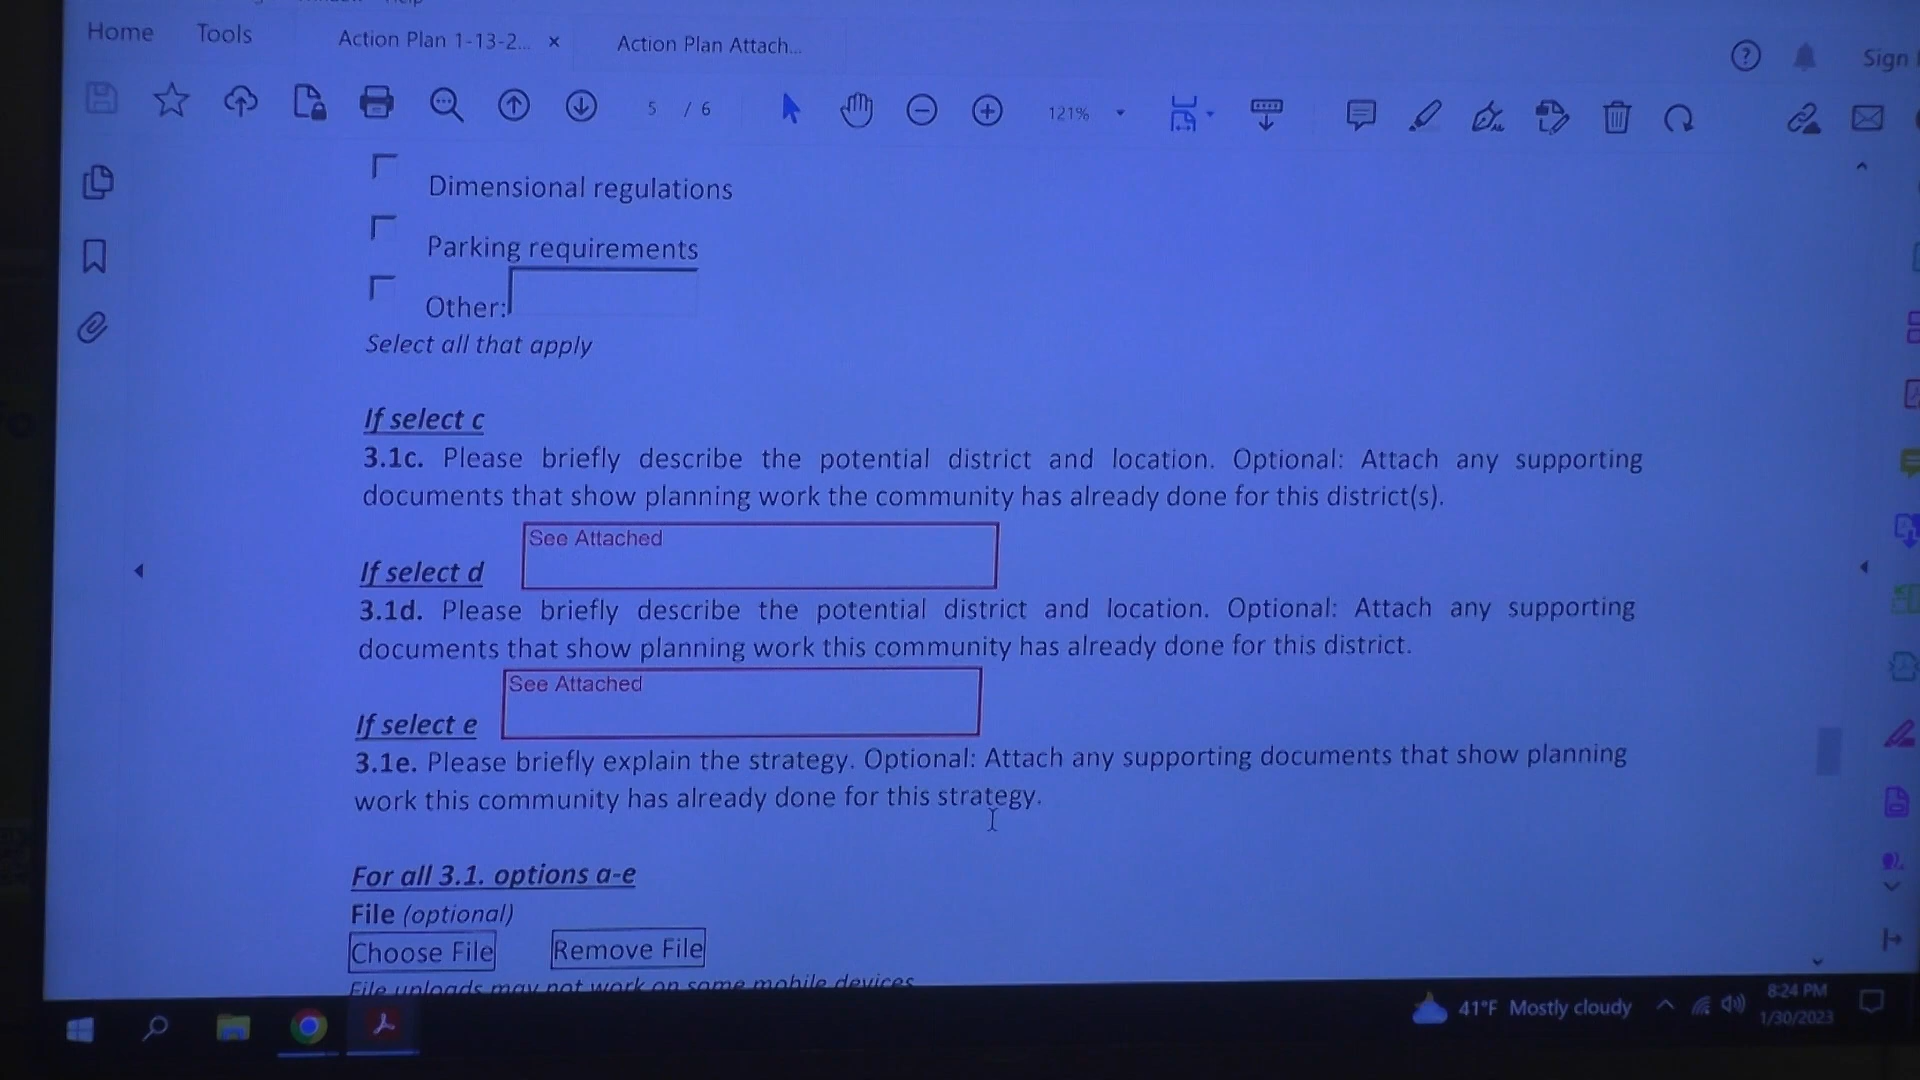 Help
Home
Tools
Action Plan 1-13-2... ×
Action Plan Attach...
Sign
5 / 6
121%
Dimensional regulations
Parking requirements
Other:
Select all that apply
If select c
3.1c. Please briefly describe the potential district and location. Optional: Attach any supporting
documents that show planning work the community has already done for this district(s).
See Attached
If select d
3.1d. Please briefly describe the potential district and location. Optional: Attach any supporting
documents that show planning work this community has already done for this district.
See Attached
If select e
3.1e. Please briefly explain the strategy. Optional: Attach any supporting documents that show planning
work this community has already done for this strategy.
For all 3.1. options a-e
File (optional)
Choose File
Remove File
File uploads may not work on some mobile devices
41°F Mostly cloudy
8:24 PM
1/30/2023